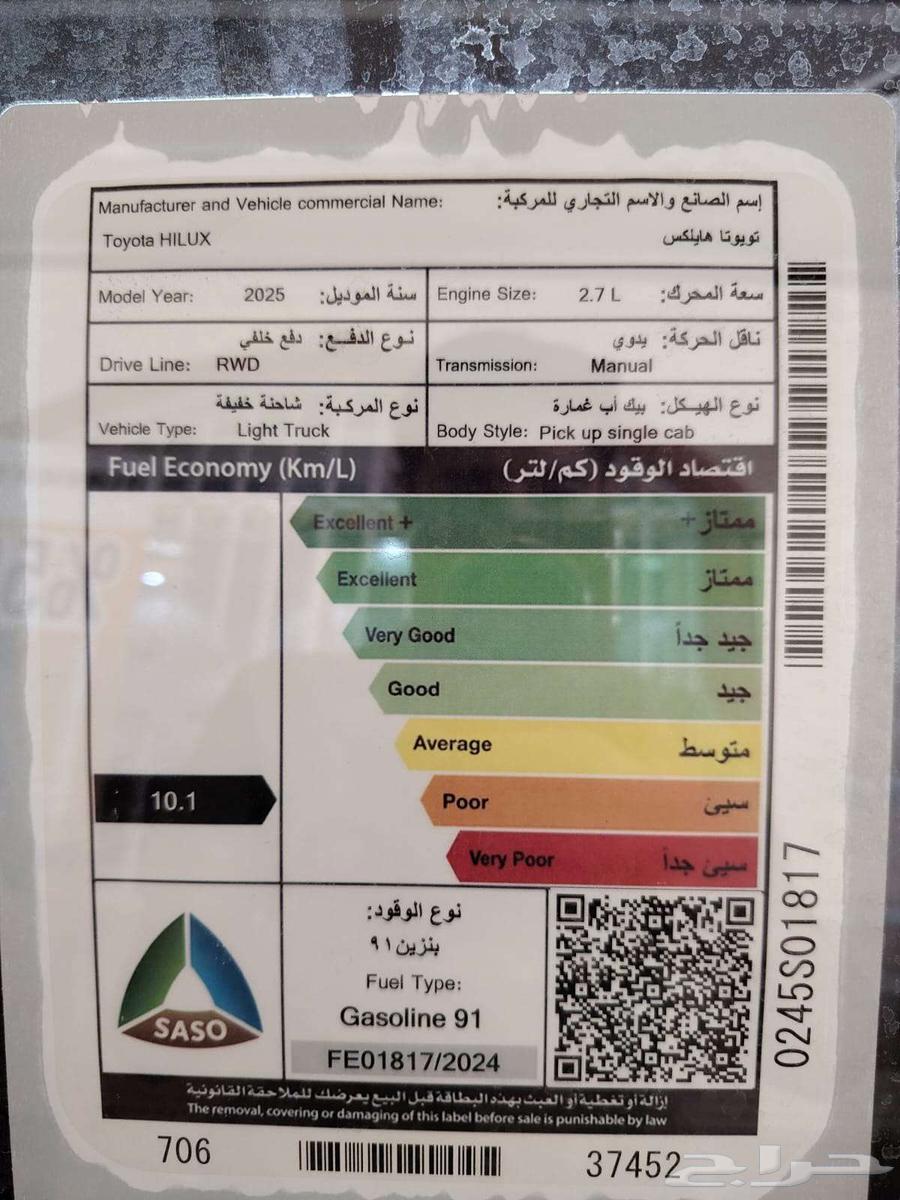 Manufacturer and Vehicle commercial Name: إسم الصانع والاسم التجاري للمركبة:
Toyota HILUX تويوتا هايلكس
Model Year: 2025 سنة الموديل:
Engine Size: 2.7 L سعة المحرك:
نوع الدفع: دفع خلفي
Drive Line: RWD
ناقل الحركة: يدوي
Transmission: Manual
نوع المركبة: شاحنة خفيفة
Vehicle Type: Light Truck
نوع الهيكل: بيك أب غمارة
Body Style: Pick up single cab
Fuel Economy (Km/L) اقتصاد الوقود (كم/لتر)
Excellent + ممتاز+
Excellent ممتاز
Very Good جيد جداً
Good جيد
Average متوسط
10.1
Poor سيئ
Very Poor سيئ جداً
SASO
نوع الوقود:
بنزين ٩١
Fuel Type:
Gasoline 91
FE01817/2024
0245S01817
إزالة أو تغطية أو العبث بهذه البطاقة قبل البيع يعرضك للملاحقة القانونية
The removal, covering or damaging of this label before sale is punishable by law
706
37452
حراج